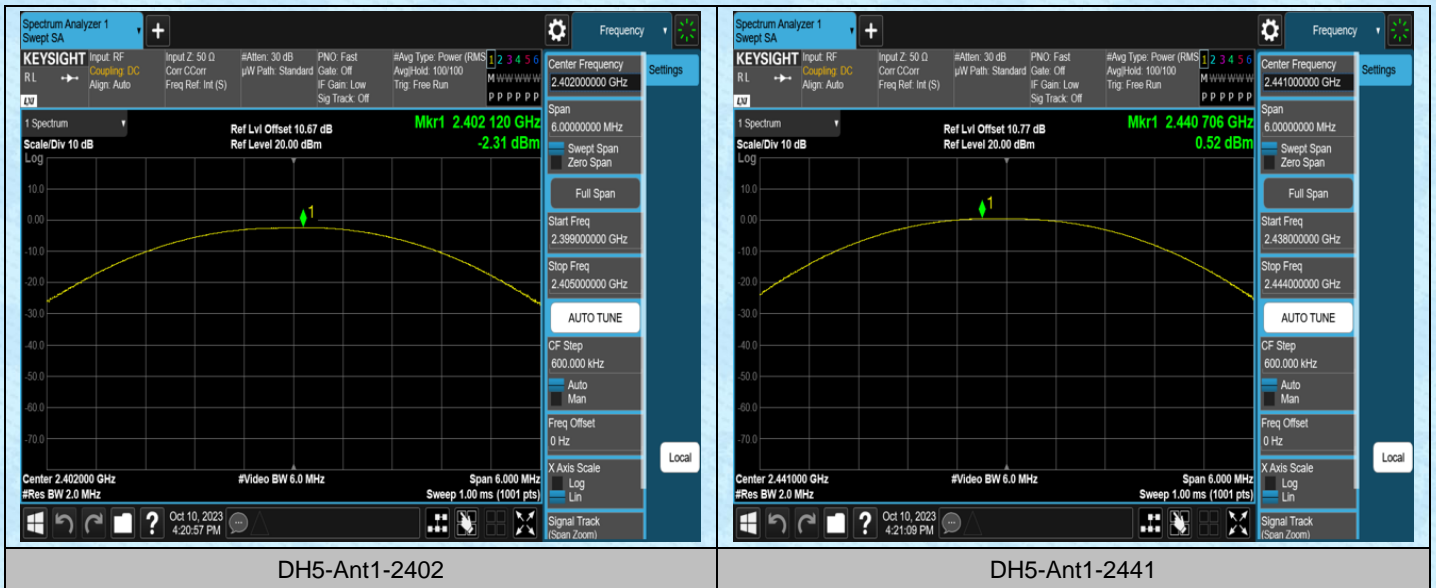 Spectrum Analyzer 1
Swept SA
+
Frequency
KEYSIGHT
Input: RF
Input Z: 50 Ω
#Atten: 30 dB
PNO: Fast
#Avg Type: Power (RMS
1 2 3 4 5 6
R L
Coupling: DC
Corr CCorr
µW Path: Standard
Gate: Off
Avg|Hold: 100/100
M W W W W W
Align: Auto
Freq Ref: Int (S)
IF Gain: Low
Trig: Free Run
Sig Track: Off
P P P P P P
LXI
Center Frequency
2.402000000 GHz
Settings
1 Spectrum
Ref Lvl Offset 10.67 dB
Mkr1 2.402 120 GHz
Scale/Div 10 dB
Ref Level 20.00 dBm
-2.31 dBm
Log
10.0
0.00
-10.0
-20.0
-30.0
-40.0
-50.0
-60.0
-70.0
1
Span
6.00000000 MHz
Swept Span
Zero Span
Full Span
Start Freq
2.399000000 GHz
Stop Freq
2.405000000 GHz
AUTO TUNE
CF Step
600.000 kHz
Auto
Man
Freq Offset
0 Hz
X Axis Scale
Log
Lin
Signal Track
(Span Zoom)
Local
Center 2.402000 GHz
#Video BW 6.0 MHz
Span 6.000 MHz
#Res BW 2.0 MHz
Sweep 1.00 ms (1001 pts)
?
Oct 10, 2023
4:20:57 PM
DH5-Ant1-2402
Spectrum Analyzer 1
Swept SA
+
Frequency
KEYSIGHT
Input: RF
Input Z: 50 Ω
#Atten: 30 dB
PNO: Fast
#Avg Type: Power (RMS
1 2 3 4 5 6
R L
Coupling: DC
Corr CCorr
µW Path: Standard
Gate: Off
Avg|Hold: 100/100
M W W W W W
Align: Auto
Freq Ref: Int (S)
IF Gain: Low
Trig: Free Run
Sig Track: Off
P P P P P P
LXI
Center Frequency
2.441000000 GHz
Settings
1 Spectrum
Ref Lvl Offset 10.77 dB
Mkr1 2.440 706 GHz
Scale/Div 10 dB
Ref Level 20.00 dBm
0.52 dBm
Log
10.0
0.00
-10.0
-20.0
-30.0
-40.0
-50.0
-60.0
-70.0
1
Span
6.00000000 MHz
Swept Span
Zero Span
Full Span
Start Freq
2.438000000 GHz
Stop Freq
2.444000000 GHz
AUTO TUNE
CF Step
600.000 kHz
Auto
Man
Freq Offset
0 Hz
X Axis Scale
Log
Lin
Signal Track
(Span Zoom)
Local
Center 2.441000 GHz
#Video BW 6.0 MHz
Span 6.000 MHz
#Res BW 2.0 MHz
Sweep 1.00 ms (1001 pts)
?
Oct 10, 2023
4:21:09 PM
DH5-Ant1-2441